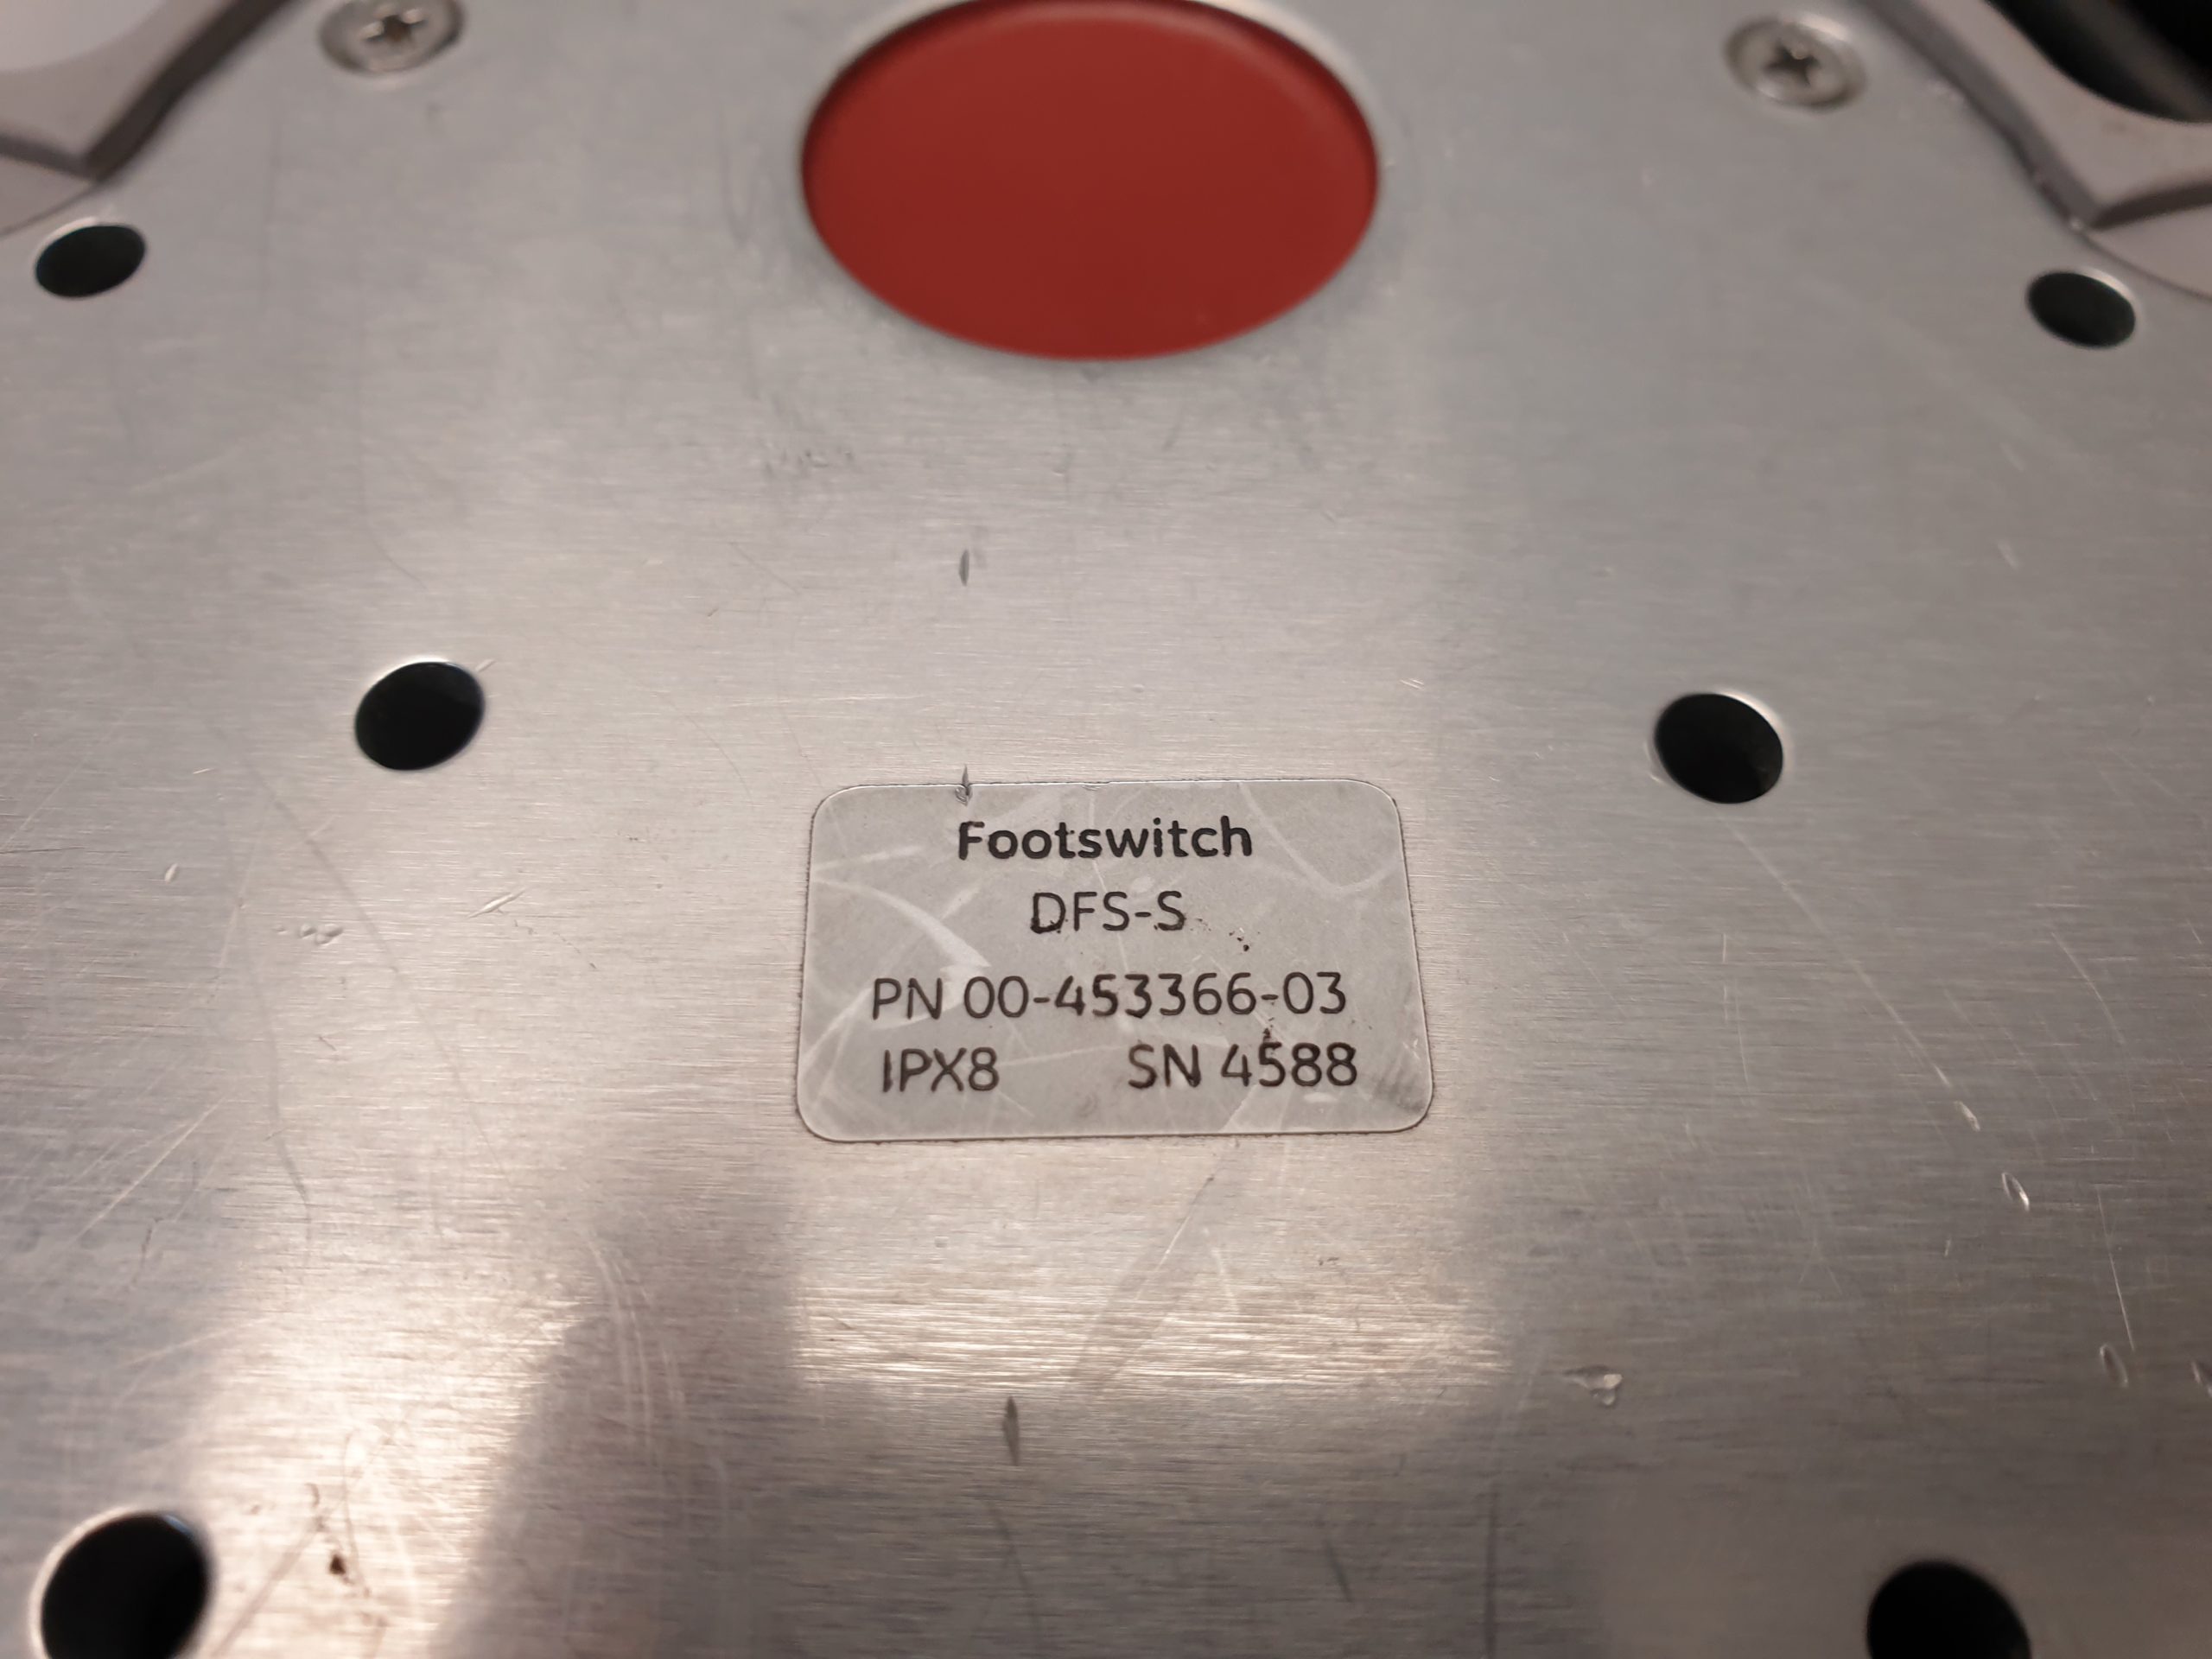 Footswitch
DFS-S
PN 00-453366-03
IPX8 SN 4588